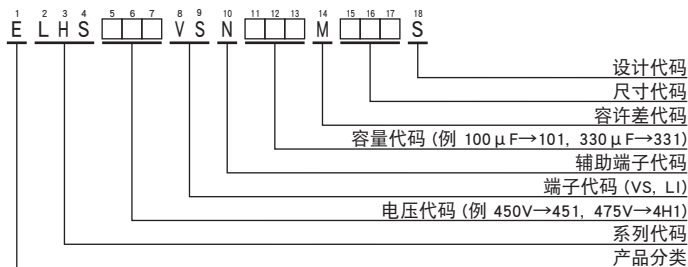 1 2 3 4 5 6 7 8 9 10 11 12 13 14 15 16 17 18
E L H S □□□ V S N □□□ M □□□ S
设计代码
尺寸代码
容许差代码
容量代码 (例 100μF→101, 330μF→331)
辅助端子代码
端子代码 (VS, LI)
电压代码 (例 450V→451, 475V→4H1)
系列代码
产品分类